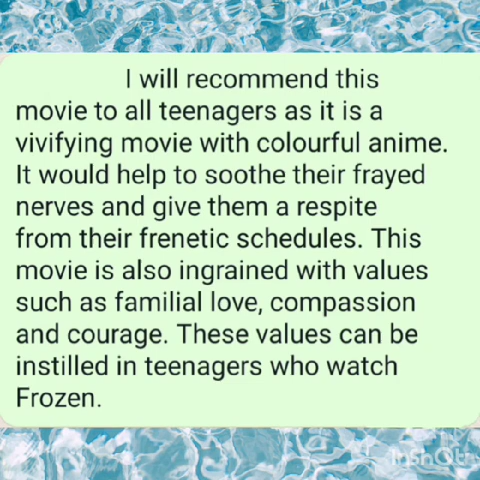 I will recommend this
movie to all teenagers as it is a
vivifying movie with colourful anime.
It would help to soothe their frayed
nerves and give them a respite
from their frenetic schedules. This
movie is also ingrained with values
such as familial love, compassion
and courage. These values can be
instilled in teenagers who watch
Frozen.
InShOt